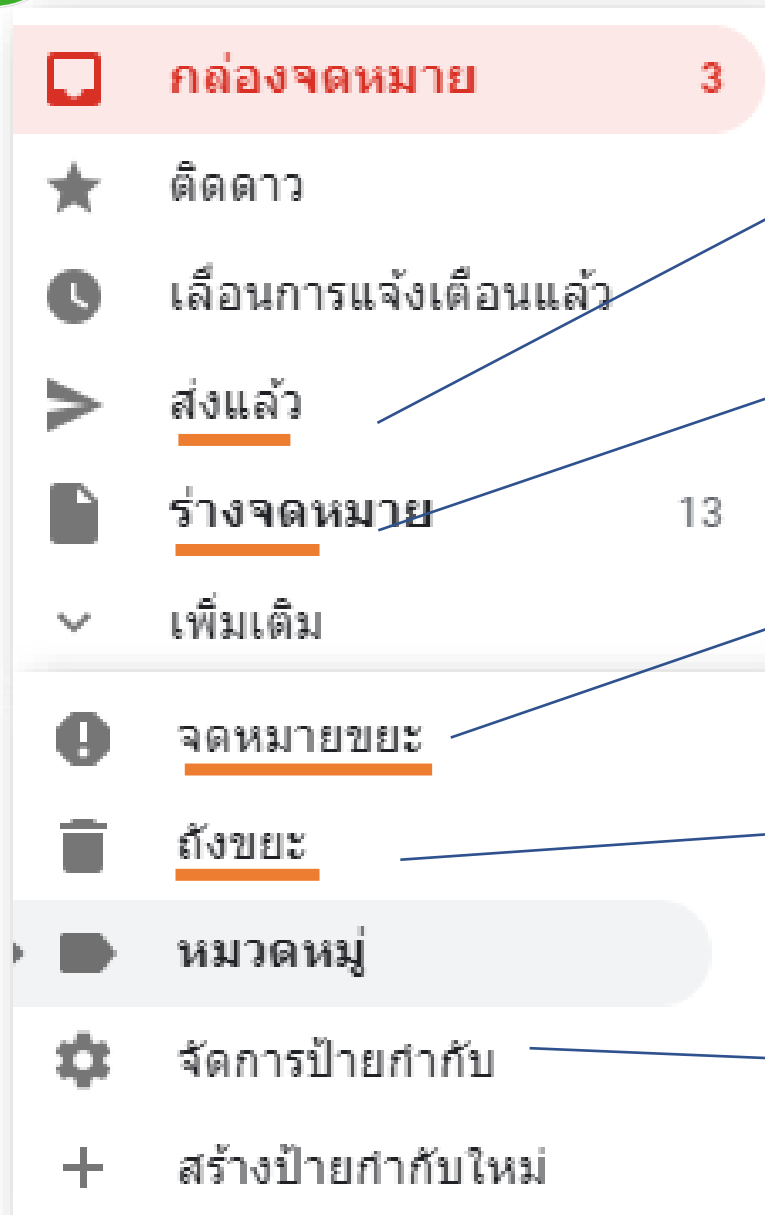 กล่องจดหมาย 3
ติดดาว
เลื่อนการแจ้งเตือนแล้ว
ส่งแล้ว
ร่างจดหมาย 13
เพิ่มเติม
จดหมายขยะ
ถังขยะ
หมวดหมู่
จัดการป้ายกำกับ
สร้างป้ายกำกับใหม่